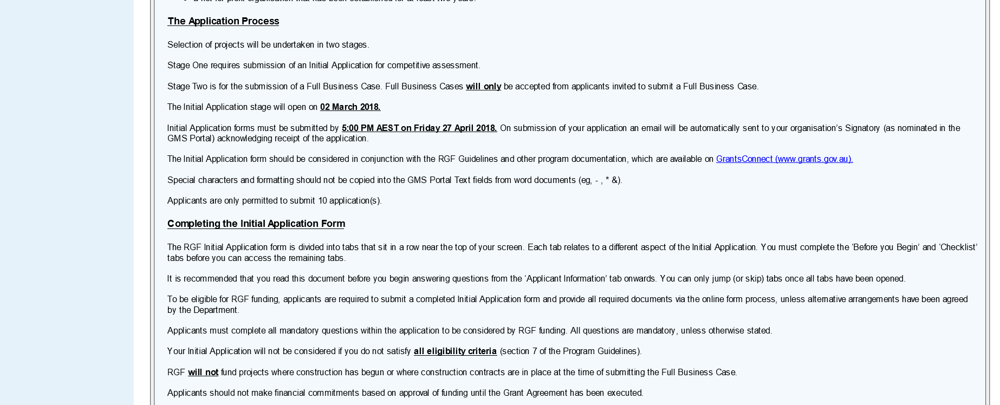 a not for profit organisation that has been established for at least two years.
The Application Process
Selection of projects will be undertaken in two stages.
Stage One requires submission of an Initial Application for competitive assessment.
Stage Two is for the submission of a Full Business Case. Full Business Cases will only be accepted from applicants invited to submit a Full Business Case.
The Initial Application stage will open on 02 March 2018.
Initial Application forms must be submitted by 5:00 PM AEST on Friday 27 April 2018. On submission of your application an email will be automatically sent to your organisation’s Signatory (as nominated in the
GMS Portal) acknowledging receipt of the application.
The Initial Application form should be considered in conjunction with the RGF Guidelines and other program documentation, which are available on GrantsConnect (www.grants.gov.au).
Special characters and formatting should not be copied into the GMS Portal Text fields from word documents (eg, - , * &).
Applicants are only permitted to submit 10 application(s).
Completing the Initial Application Form
The RGF Initial Application form is divided into tabs that sit in a row near the top of your screen. Each tab relates to a different aspect of the Initial Application. You must complete the ‘Before you Begin’ and ‘Checklist’
tabs before you can access the remaining tabs.
It is recommended that you read this document before you begin answering questions from the ‘Applicant Information’ tab onwards. You can only jump (or skip) tabs once all tabs have been opened.
To be eligible for RGF funding, applicants are required to submit a completed Initial Application form and provide all required documents via the online form process, unless alternative arrangements have been agreed
by the Department.
Applicants must complete all mandatory questions within the application to be considered by RGF funding. All questions are mandatory, unless otherwise stated.
Your Initial Application will not be considered if you do not satisfy all eligibility criteria (section 7 of the Program Guidelines).
RGF will not fund projects where construction has begun or where construction contracts are in place at the time of submitting the Full Business Case.
Applicants should not make financial commitments based on approval of funding until the Grant Agreement has been executed.